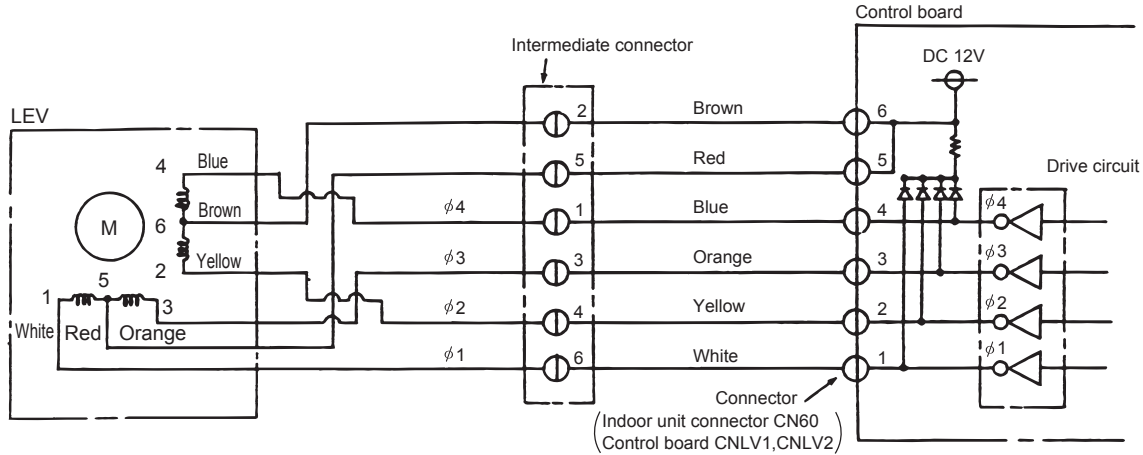 Control board
Intermediate connector
DC 12V
LEV
2 Brown 6
4 Blue
5 Red 5
Drive circuit
6 Brown
ϕ4 1 Blue 4 ϕ4
M
2 Yellow
ϕ3 3 Orange 3 ϕ3
1 5 3
ϕ2 4 Yellow 2 ϕ2
White Red Orange
ϕ1 6 White 1 ϕ1
Connector
(Indoor unit connector CN60
Control board CNLV1,CNLV2)